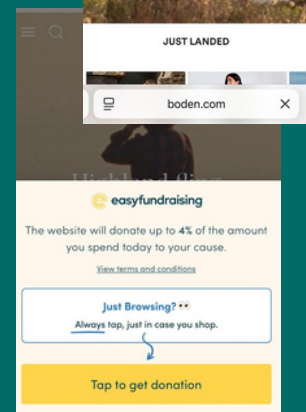 JUST LANDED
boden.com
Highland fling
easyfundraising
The website will donate up to 4% of the amount
you spend today to your cause.
View terms and conditions
Just Browsing? 👀
Always tap, just in case you shop.
Tap to get donation